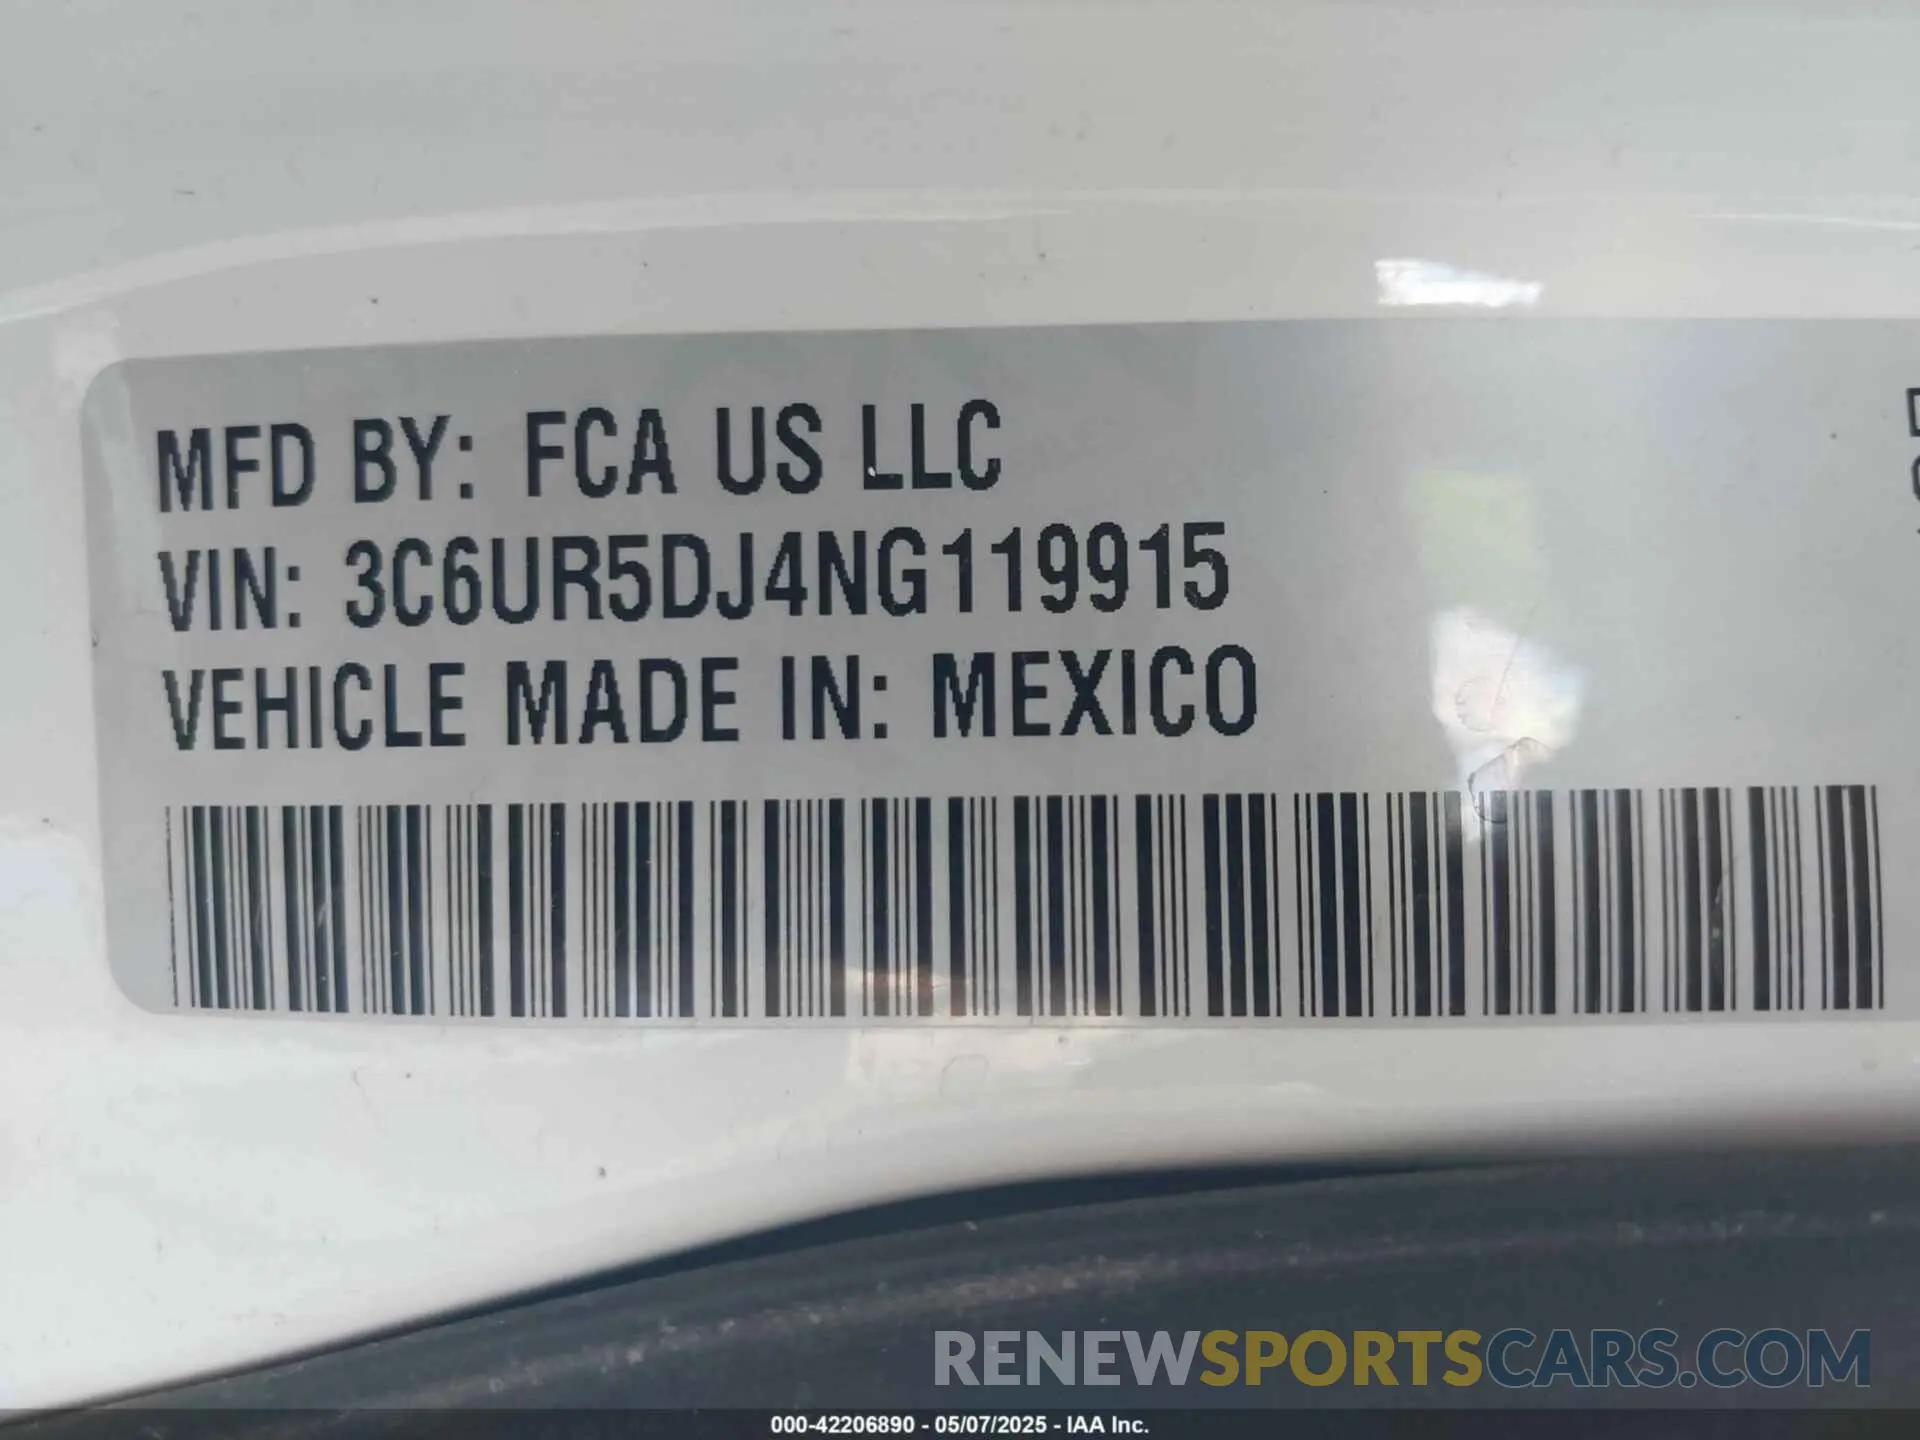 MFD BY: FCA US LLC
VIN: 3C6UR5DJ4NG119915
VEHICLE MADE IN: MEXICO
RENEWSPORTSCARS.COM
000-42206890 - 05/07/2025 - IAA Inc.